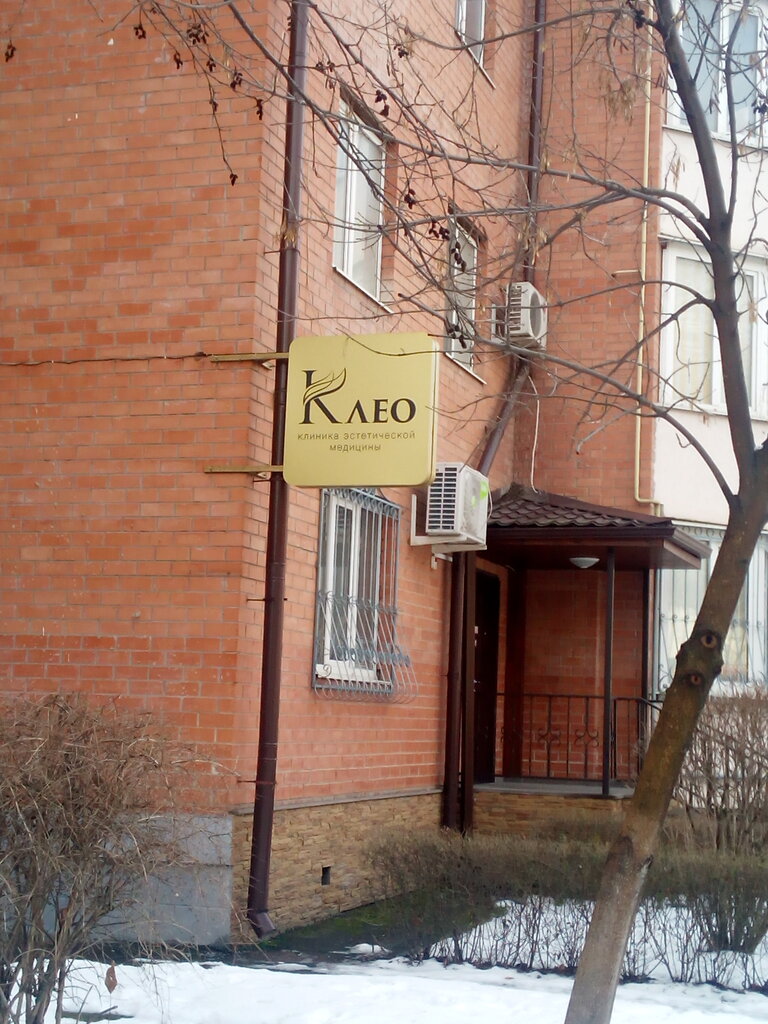 Клео
клиника эстетической
медицины